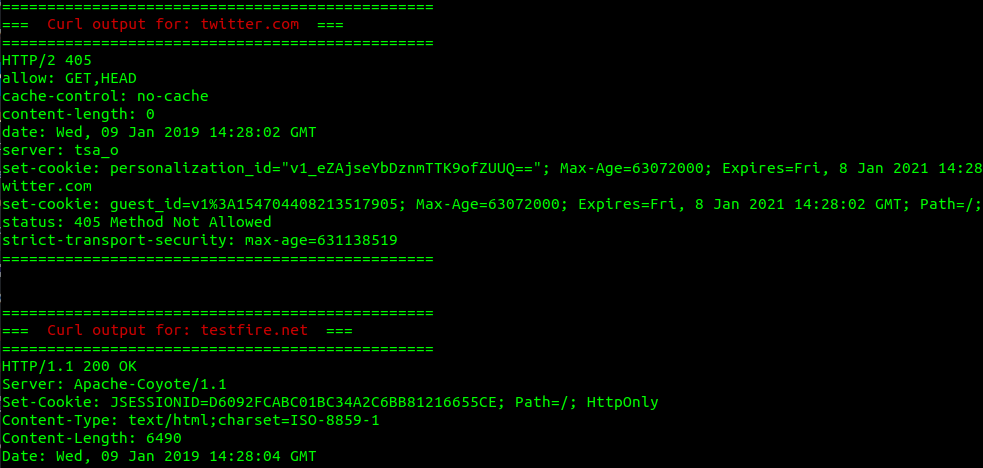 ================================================
===  Curl output for: twitter.com  ===
================================================
HTTP/2 405
allow: GET,HEAD
cache-control: no-cache
content-length: 0
date: Wed, 09 Jan 2019 14:28:02 GMT
server: tsa_o
set-cookie: personalization_id="v1_eZAjseYbDznmTTK9ofZUUQ=="; Max-Age=63072000; Expires=Fri, 8 Jan 2021 14:28
witter.com
set-cookie: guest_id=v1%3A154704408213517905; Max-Age=63072000; Expires=Fri, 8 Jan 2021 14:28:02 GMT; Path=/;
status: 405 Method Not Allowed
strict-transport-security: max-age=631138519
================================================
================================================
===  Curl output for: testfire.net  ===
================================================
HTTP/1.1 200 OK
Server: Apache-Coyote/1.1
Set-Cookie: JSESSIONID=D6092FCABC01BC34A2C6BB81216655CE; Path=/; HttpOnly
Content-Type: text/html;charset=ISO-8859-1
Content-Length: 6490
Date: Wed, 09 Jan 2019 14:28:04 GMT